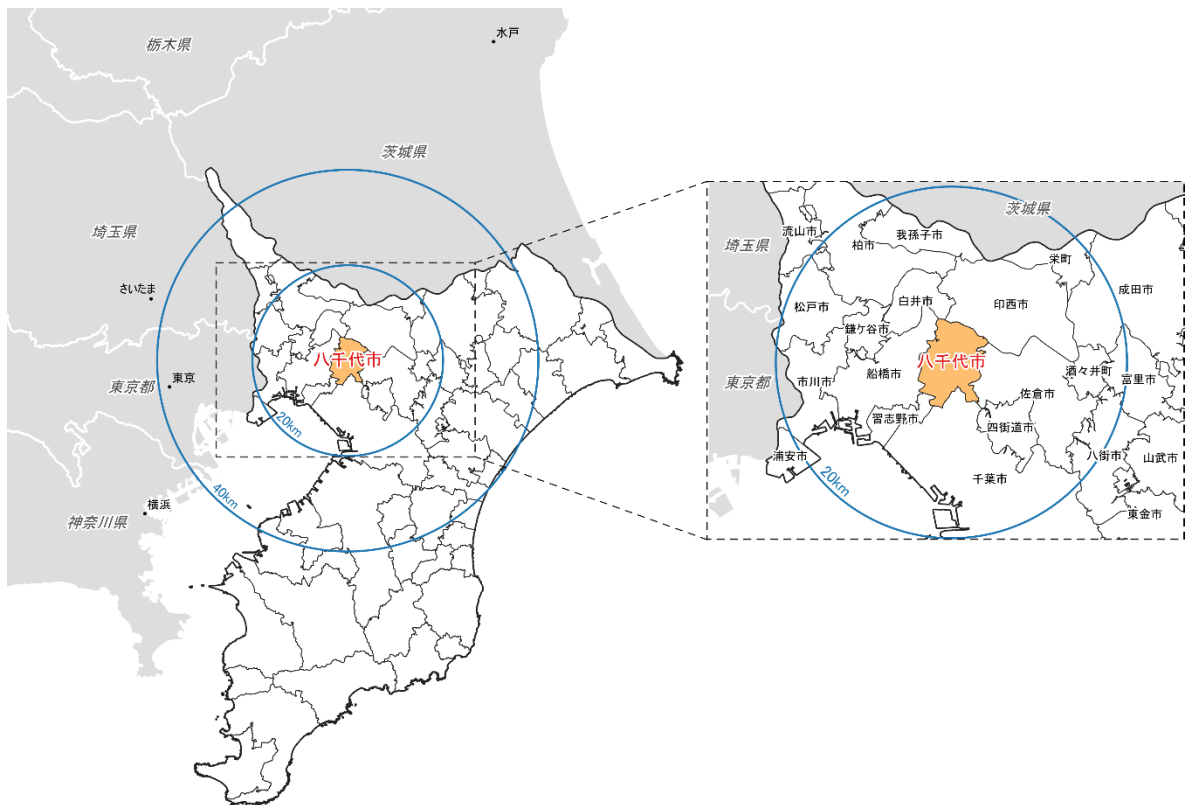 栃木県
水戸
茨城県
埼玉県
さいたま
東京都
東京
八千代市
20km
40km
横浜
神奈川県
茨城県
埼玉県
流山市
柏市
我孫子市
栄町
成田市
松戸市
白井市
印西市
鎌ケ谷市
船橋市
八千代市
酒々井町
富里市
東京都
市川市
佐倉市
習志野市
四街道市
浦安市
八街市
山武市
20km
千葉市
東金市